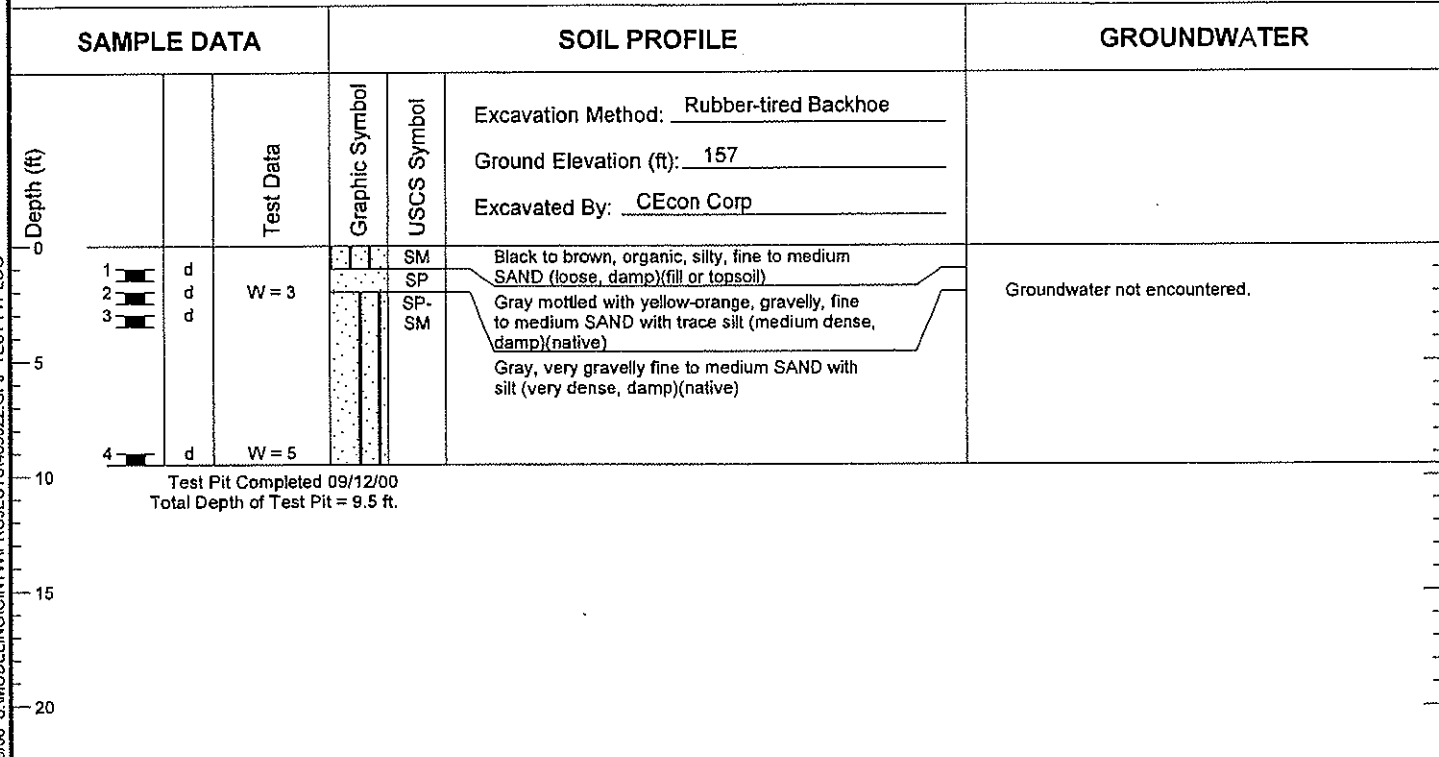 SAMPLE DATA
SOIL PROFILE
GROUNDWATER
Depth (ft)
Test Data
Graphic Symbol
USCS Symbol
Excavation Method: Rubber-tired Backhoe
Ground Elevation (ft): 157
Excavated By: CEcon Corp
0
SM
Black to brown, organic, silty, fine to medium
SAND (loose, damp)(fill or topsoil)
1 d
SP
2 d W = 3
SP-
SM
Gray mottled with yellow-orange, gravelly, fine
to medium SAND with trace silt (medium dense,
damp)(native)
Groundwater not encountered.
3 d
5
Gray, very gravelly fine to medium SAND with
silt (very dense, damp)(native)
4 d W = 5
10
Test Pit Completed 09/12/00
Total Depth of Test Pit = 9.5 ft.
15
20